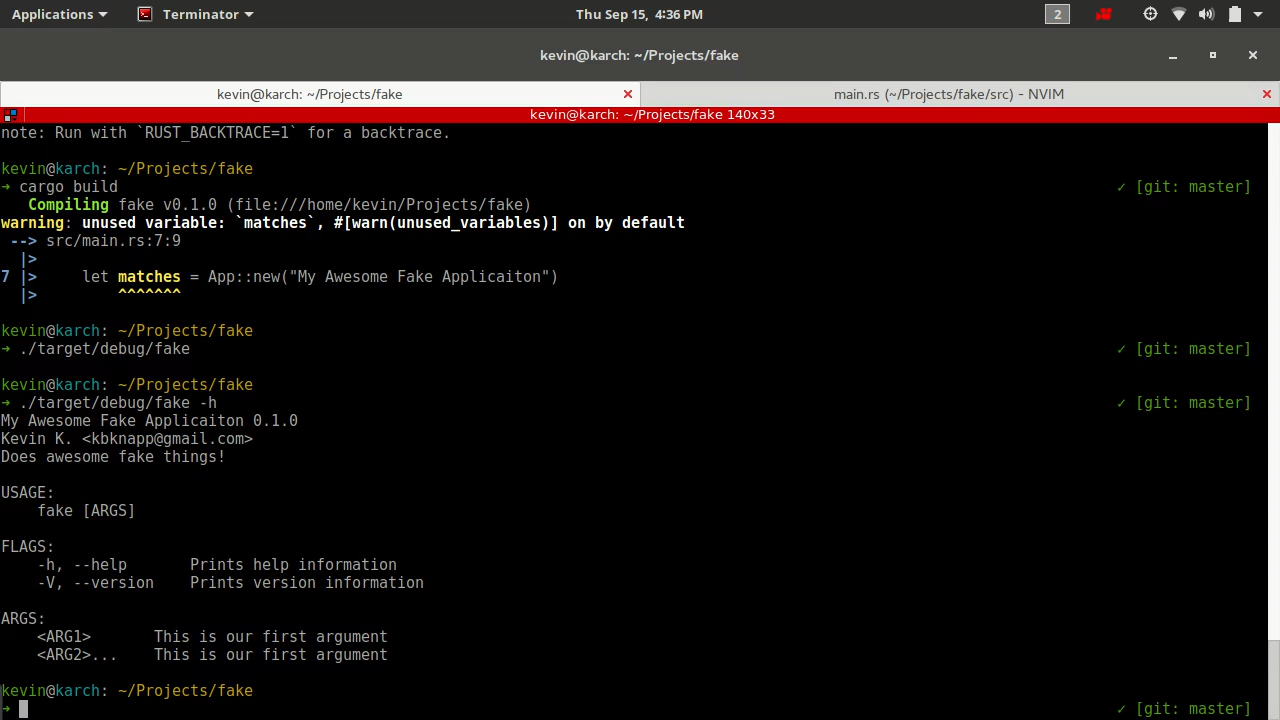 Applications Terminator Thu Sep 15, 4:36 PM 2
kevin@karch: ~/Projects/fake
kevin@karch: ~/Projects/fake main.rs (~/Projects/fake/src) - NVIM
kevin@karch: ~/Projects/fake 140x33
note: Run with `RUST_BACKTRACE=1` for a backtrace.
kevin@karch: ~/Projects/fake
➜ cargo build ✓ [git: master]
   Compiling fake v0.1.0 (file:///home/kevin/Projects/fake)
warning: unused variable: `matches`, #[warn(unused_variables)] on by default
 --> src/main.rs:7:9
  |>
7 |>     let matches = App::new("My Awesome Fake Applicaiton")
  |>         ^^^^^^^
kevin@karch: ~/Projects/fake
➜ ./target/debug/fake ✓ [git: master]
kevin@karch: ~/Projects/fake
➜ ./target/debug/fake -h ✓ [git: master]
My Awesome Fake Applicaiton 0.1.0
Kevin K. <kbknapp@gmail.com>
Does awesome fake things!
USAGE:
    fake [ARGS]
FLAGS:
    -h, --help       Prints help information
    -V, --version    Prints version information
ARGS:
    <ARG1>       This is our first argument
    <ARG2>...    This is our first argument
kevin@karch: ~/Projects/fake
➜ ✓ [git: master]